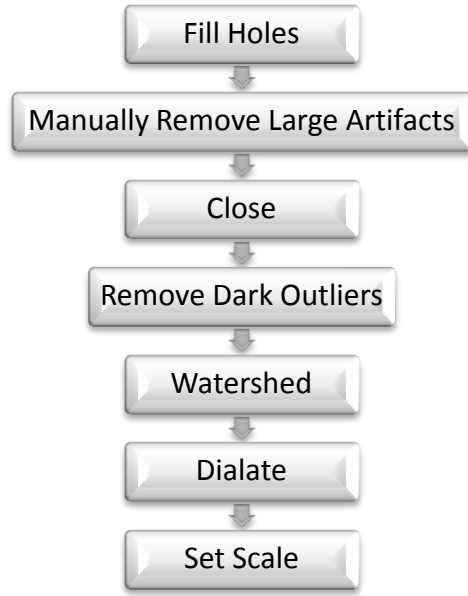 Fill Holes
Manually Remove Large Artifacts
Close
Remove Dark Outliers
Watershed
Dialate
Set Scale